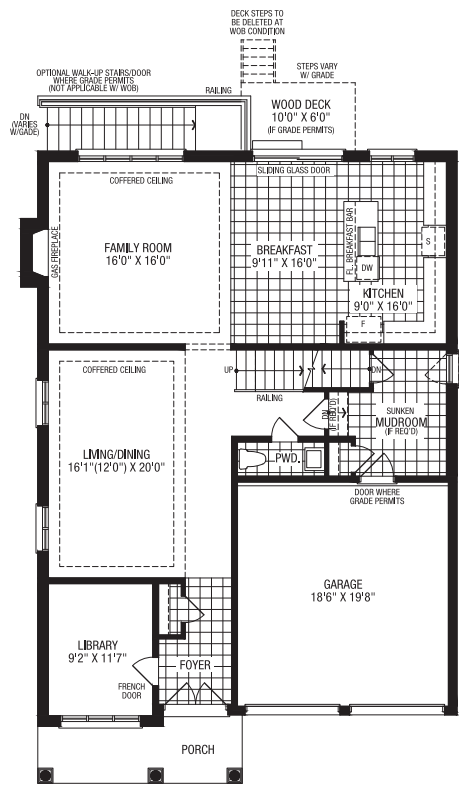 DECK STEPS TO
BE DELETED AT
WOB CONDITION
STEPS VARY
W/ GRADE
OPTIONAL WALK-UP STAIRS/DOOR
WHERE GRADE PERMITS
(NOT APPLICABLE W/ WOB)
RAILING
WOOD DECK
10'0" X 6'0"
(IF GRADE PERMITS)
DN
(VARIES
W/GADE)
SLIDING GLASS DOOR
COFFERED CEILING
GAS FIREPLACE
FAMILY ROOM
16'0" X 16'0"
BREAKFAST
9'11" X 16'0"
FL. BREAKFAST BAR
S
DW
KITCHEN
9'0" X 16'0"
F
COFFERED CEILING
UP
DN
RAILING
DN
(IF REQ'D)
SUNKEN
MUDROOM
(IF REQ'D)
LIMING/DINING
16'1"(12'0") X 20'0"
PWD.
DOOR WHERE
GRADE PERMITS
GARAGE
18'6" X 19'8"
LIBRARY
9'2" X 11'7"
FOYER
FRENCH
DOOR
PORCH